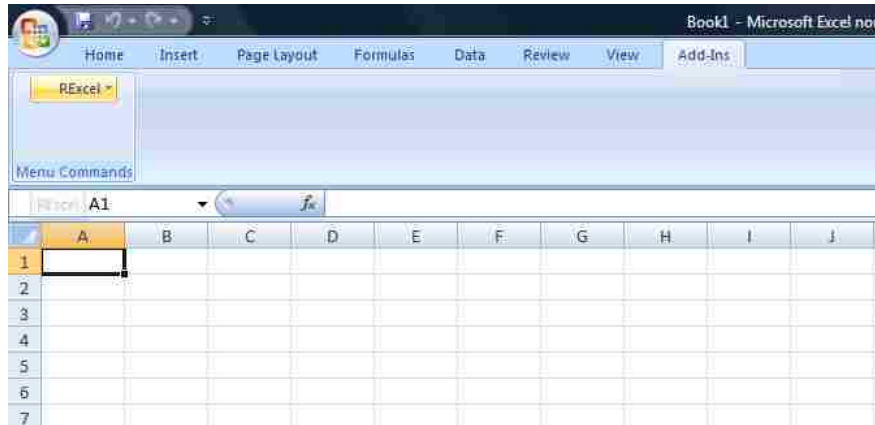 Book1 - Microsoft Excel
Home Insert Page Layout Formulas Data Review View Add-Ins
RExcel
Menu Commands
RExcel A1 fx
A B C D E F G H I J
1
2
3
4
5
6
7